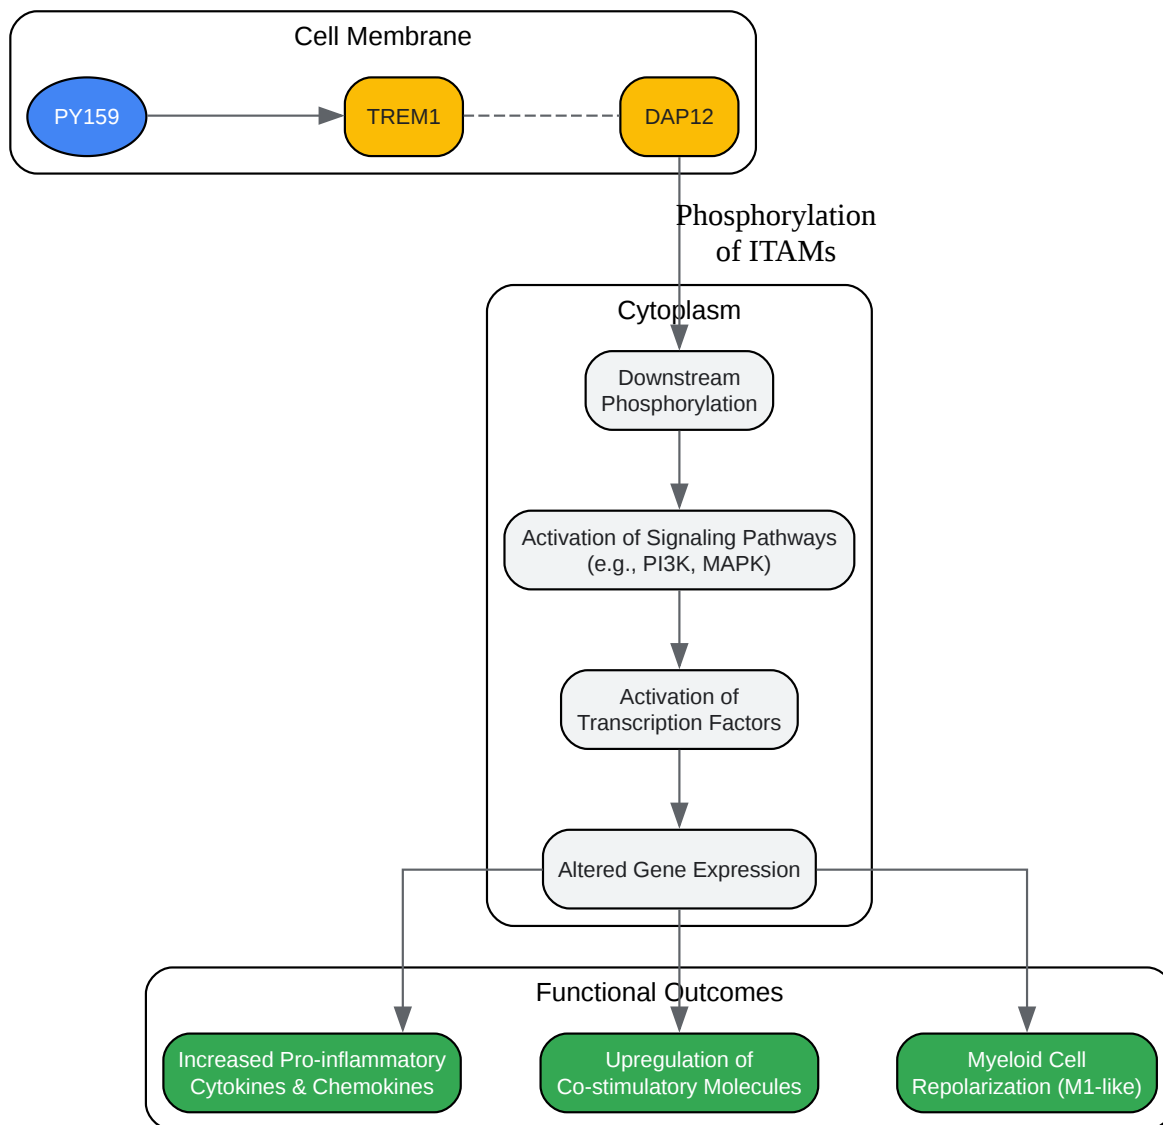 Cell Membrane
PY159
TREM1
DAP12
Phosphorylation
of ITAMs
Cytoplasm
Downstream
Phosphorylation
Activation of Signaling Pathways
(e.g., PI3K, MAPK)
Activation of
Transcription Factors
Altered Gene Expression
Functional Outcomes
Increased Pro-inflammatory
Cytokines & Chemokines
Upregulation of
Co-stimulatory Molecules
Myeloid Cell
Repolarization (M1-like)